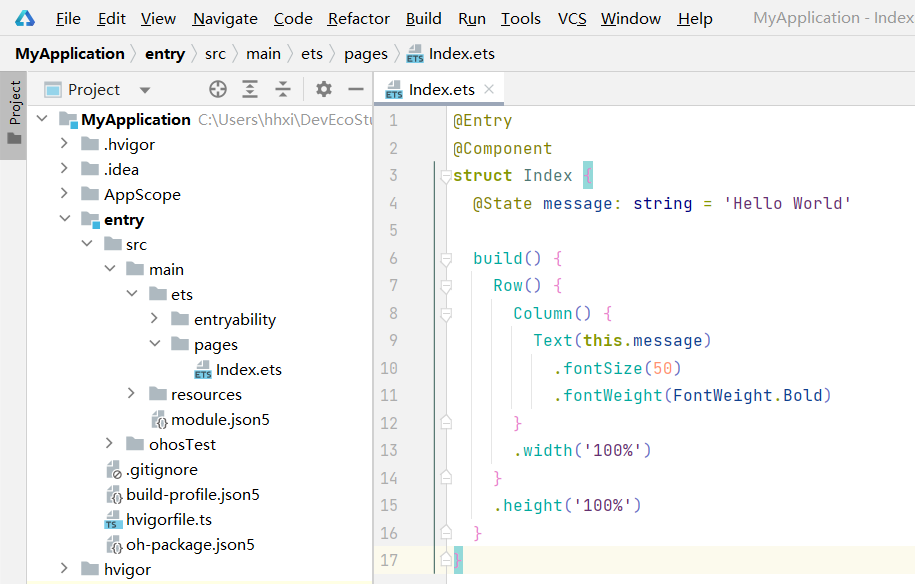 File Edit View Navigate Code Refactor Build Run Tools VCS Window Help MyApplication - Index
MyApplication entry src main ets pages Index.ets
Project
Project
MyApplication C:\Users\hhxi\DevEcoStu
.hvigor
.idea
AppScope
entry
src
main
ets
entryability
pages
Index.ets
resources
module.json5
ohosTest
.gitignore
build-profile.json5
hvigorfile.ts
oh-package.json5
hvigor
Index.ets
1 @Entry
2 @Component
3 struct Index {
4 @State message: string = 'Hello World'
5
6 build() {
7 Row() {
8 Column() {
9 Text(this.message)
10 .fontSize(50)
11 .fontWeight(FontWeight.Bold)
12 }
13 .width('100%')
14 }
15 .height('100%')
16 }
17 }